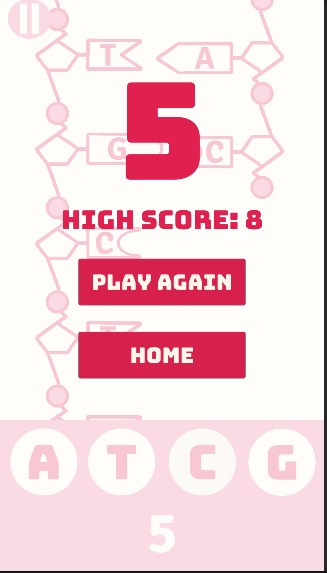 T A
5
G C
HIGH SCORE: 8
C
PLAY AGAIN
T
HOME
A T C G
5